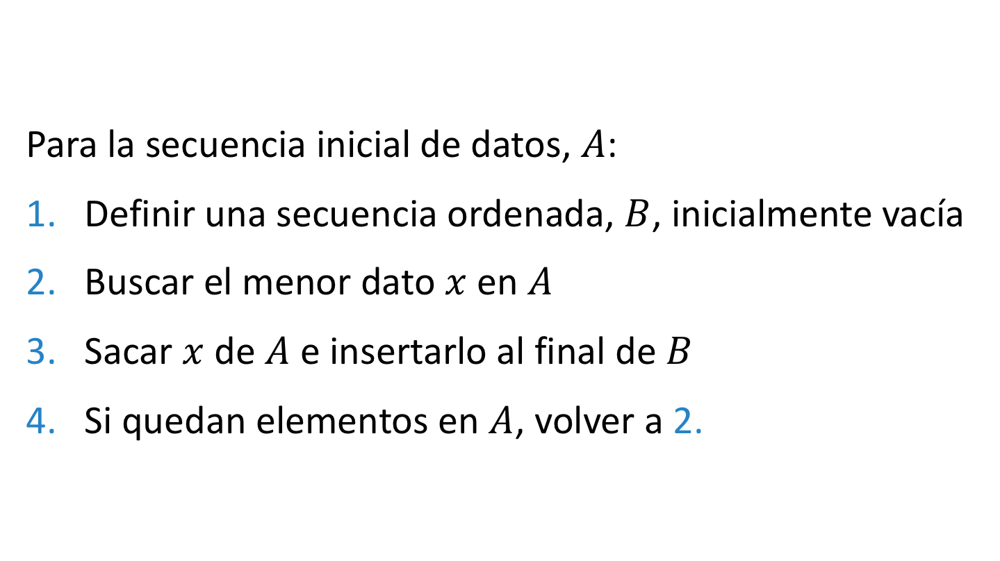 Para la secuencia inicial de datos, A:
1. Definir una secuencia ordenada, B, inicialmente vacía
2. Buscar el menor dato x en A
3. Sacar x de A e insertarlo al final de B
4. Si quedan elementos en A, volver a 2.